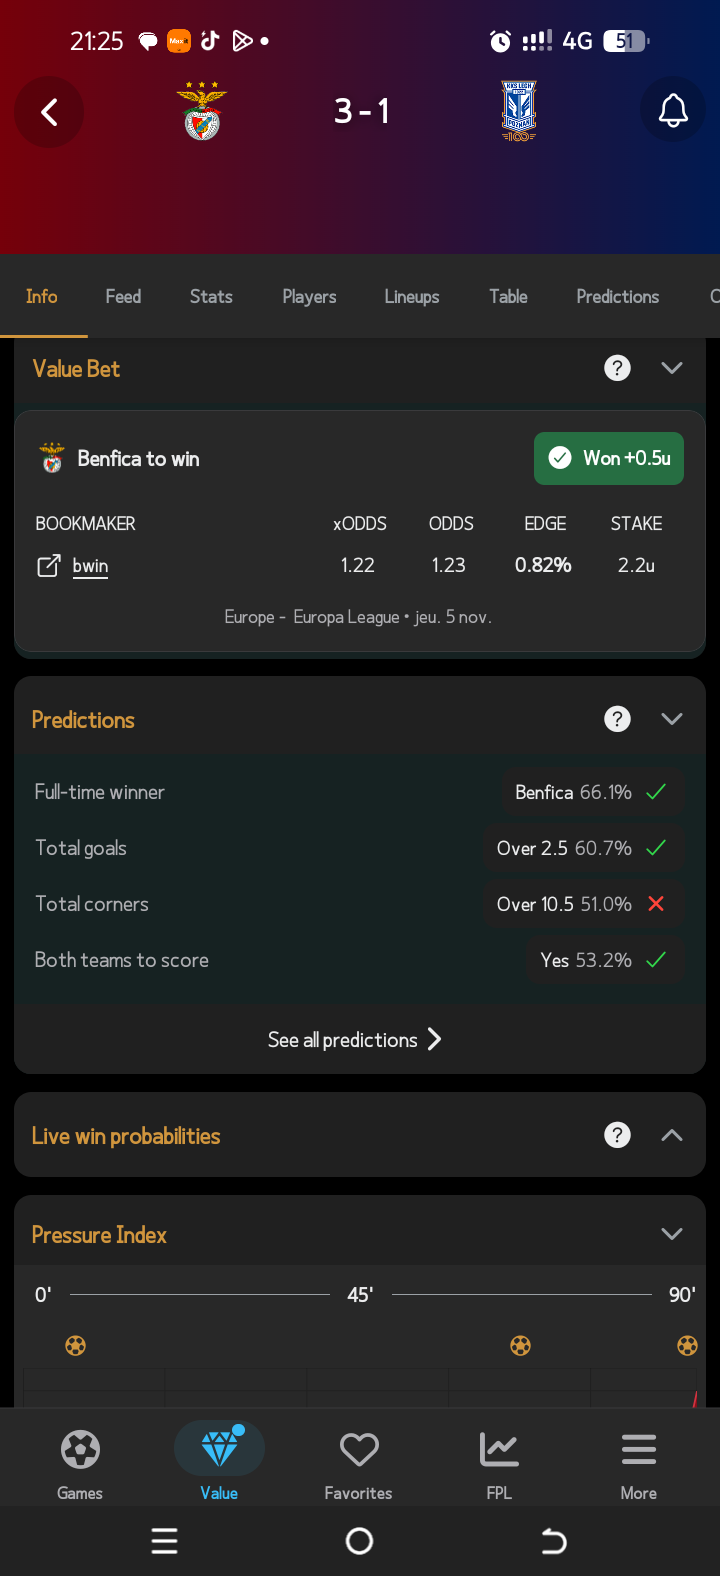 21:25 Maxit 4G 51
KKS LECH
POZNAŃ
3 - 1
Info Feed Stats Players Lineups Table Predictions
Value Bet ?
Benfica to win Won +0.5u
BOOKMAKER xODDS ODDS EDGE STAKE
bwin 1.22 1.23 0.82% 2.2u
Europe - Europa League • jeu. 5 nov.
Predictions ?
Full-time winner Benfica 66.1%
Total goals Over 2.5 60.7%
Total corners Over 10.5 51.0%
Both teams to score Yes 53.2%
See all predictions
Live win probabilities ?
Pressure Index
0' 45' 90'
Games Value Favorites FPL More